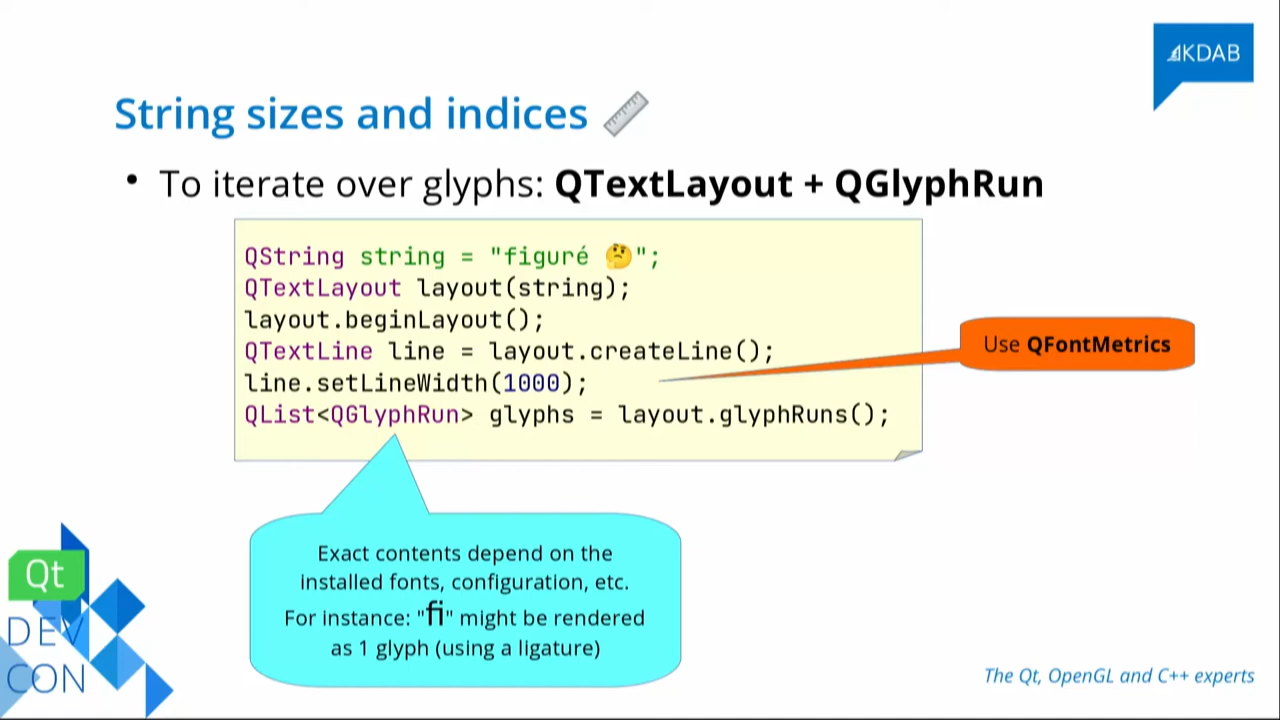 KDAB
String sizes and indices 📏
• To iterate over glyphs: QTextLayout + QGlyphRun
QString string = "figuré 🤔";
QTextLayout layout(string);
layout.beginLayout();
QTextLine line = layout.createLine();
line.setLineWidth(1000);
QList<QGlyphRun> glyphs = layout.glyphRuns();
Use QFontMetrics
Exact contents depend on the
installed fonts, configuration, etc.
For instance: "fi" might be rendered
as 1 glyph (using a ligature)
Qt
DEV
CON
The Qt, OpenGL and C++ experts